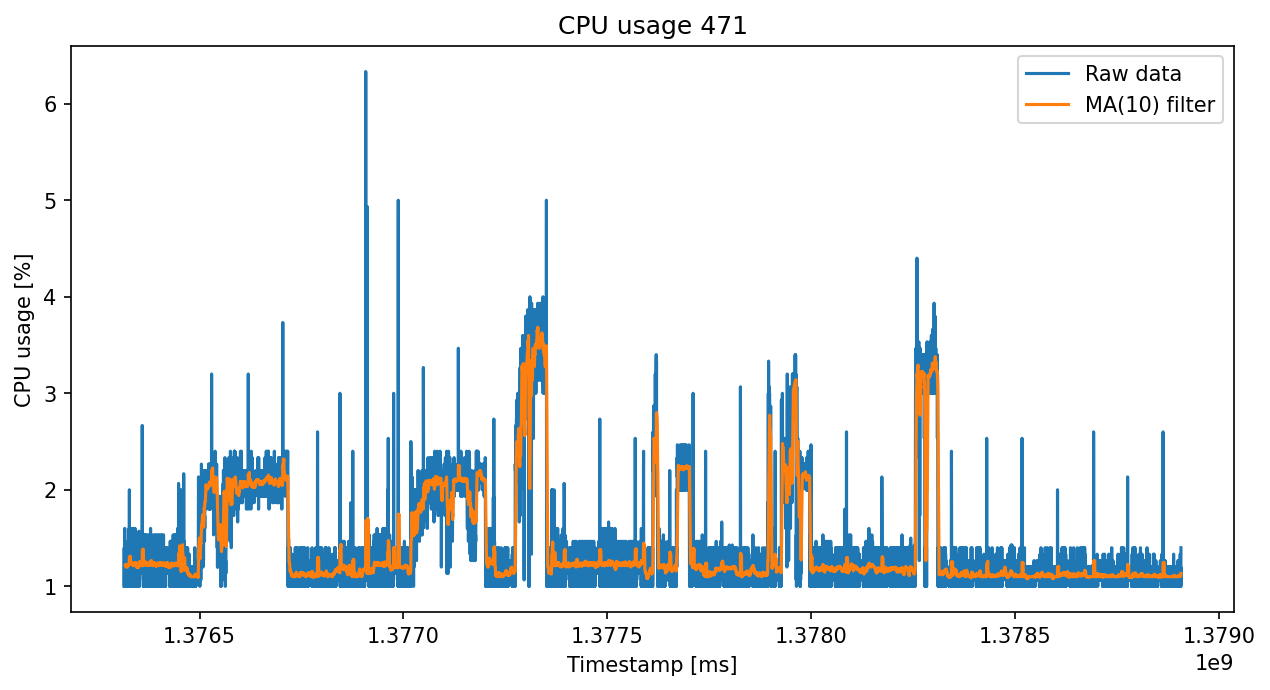 CPU usage 471
Raw data
MA(10) filter
CPU usage [%]
6
5
4
3
2
1
1.3765 1.3770 1.3775 1.3780 1.3785 1.3790
1e9
Timestamp [ms]